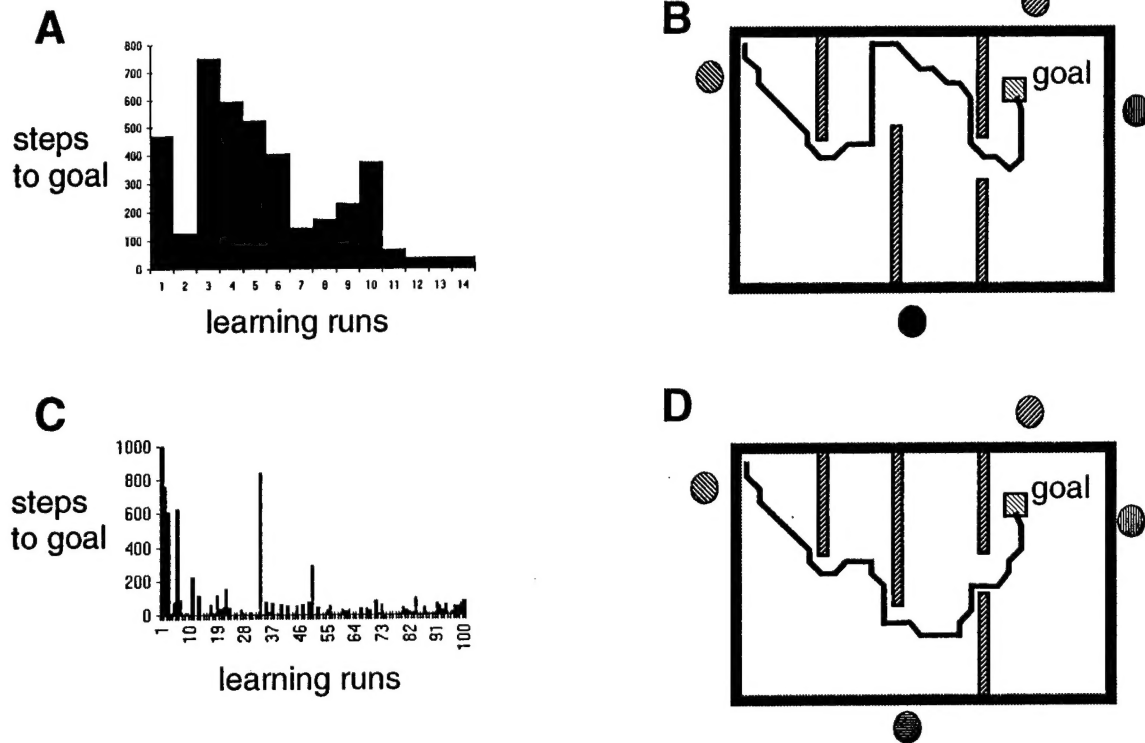 A
800
700
600
500
400
300
200
100
0
steps
to goal
1 2 3 4 5 6 7 8 9 10 11 12 13 14
learning runs
B
goal
C
1000
800
600
400
200
0
steps
to goal
1 10 19 28 37 46 55 64 73 82 91 100
learning runs
D
goal